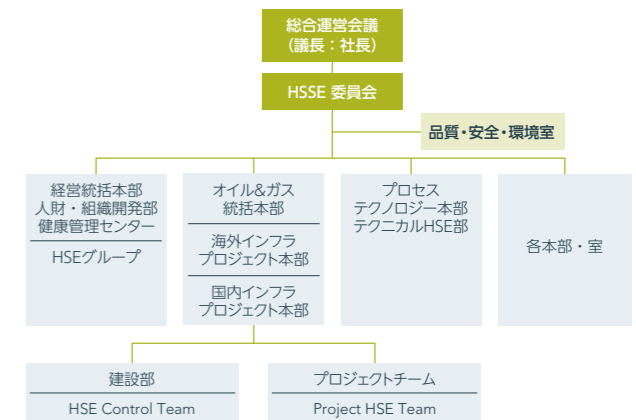 総合運営会議
（議長：社長）
HSSE 委員会
品質・安全・環境室
経営統括本部
人財・組織開発部
健康管理センター
HSEグループ
オイル&ガス
統括本部
海外インフラ
プロジェクト本部
国内インフラ
プロジェクト本部
プロセス
テクノロジー本部
テクニカルHSE部
各本部・室
建設部
HSE Control Team
プロジェクトチーム
Project HSE Team